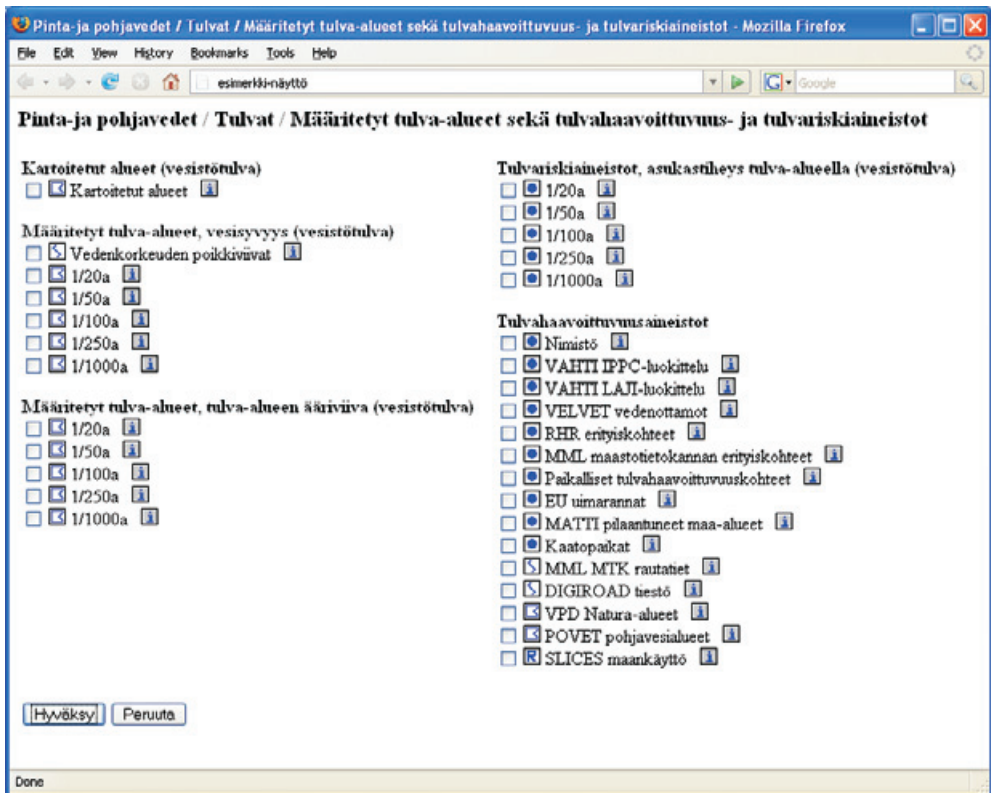 Pinta-ja pohjavedet / Tulvat / Määritetyt tulva-alueet sekä tulvahaavoittuvuus- ja tulvariskiaineistot - Mozilla Firefox
File Edit View History Bookmarks Tools Help
esimerkki-näyttö
G Google
Pinta-ja pohjavedet / Tulvat / Määritetyt tulva-alueet sekä tulvahaavoittuvuus- ja tulvariskiaineistot
Kartoitetut alueet (vesistötulva)
Kartoitetut alueet i
Määritetyt tulva-alueet, vesisyvyys (vesistötulva)
Vedenkorkeuden poikkiviivat i
1/20a i
1/50a i
1/100a i
1/250a i
1/1000a i
Määritetyt tulva-alueet, tulva-alueen ääriviiva (vesistötulva)
1/20a i
1/50a i
1/100a i
1/250a i
1/1000a i
Tulvariskiaineistot, asukastiheys tulva-alueella (vesistötulva)
1/20a i
1/50a i
1/100a i
1/250a i
1/1000a i
Tulvahaavoittuvuusaineistot
Nimistö i
VAHTI IPPC-luokittelu i
VAHTI LAJI-luokittelu i
VELVET vedenottamot i
RHR erityiskohteet i
MML maastotietokannan erityiskohteet i
Paikalliset tulvahaavoittuvuuskohteet i
EU uimarannat i
MATTI pilaantuneet maa-alueet i
Kaatopaikat i
MML MTK rautatiet i
DIGIROAD tiestö i
VPD Natura-alueet i
POVET pohjavesialueet i
R SLICES maankäyttö i
Hyväksy Peruuta
Done